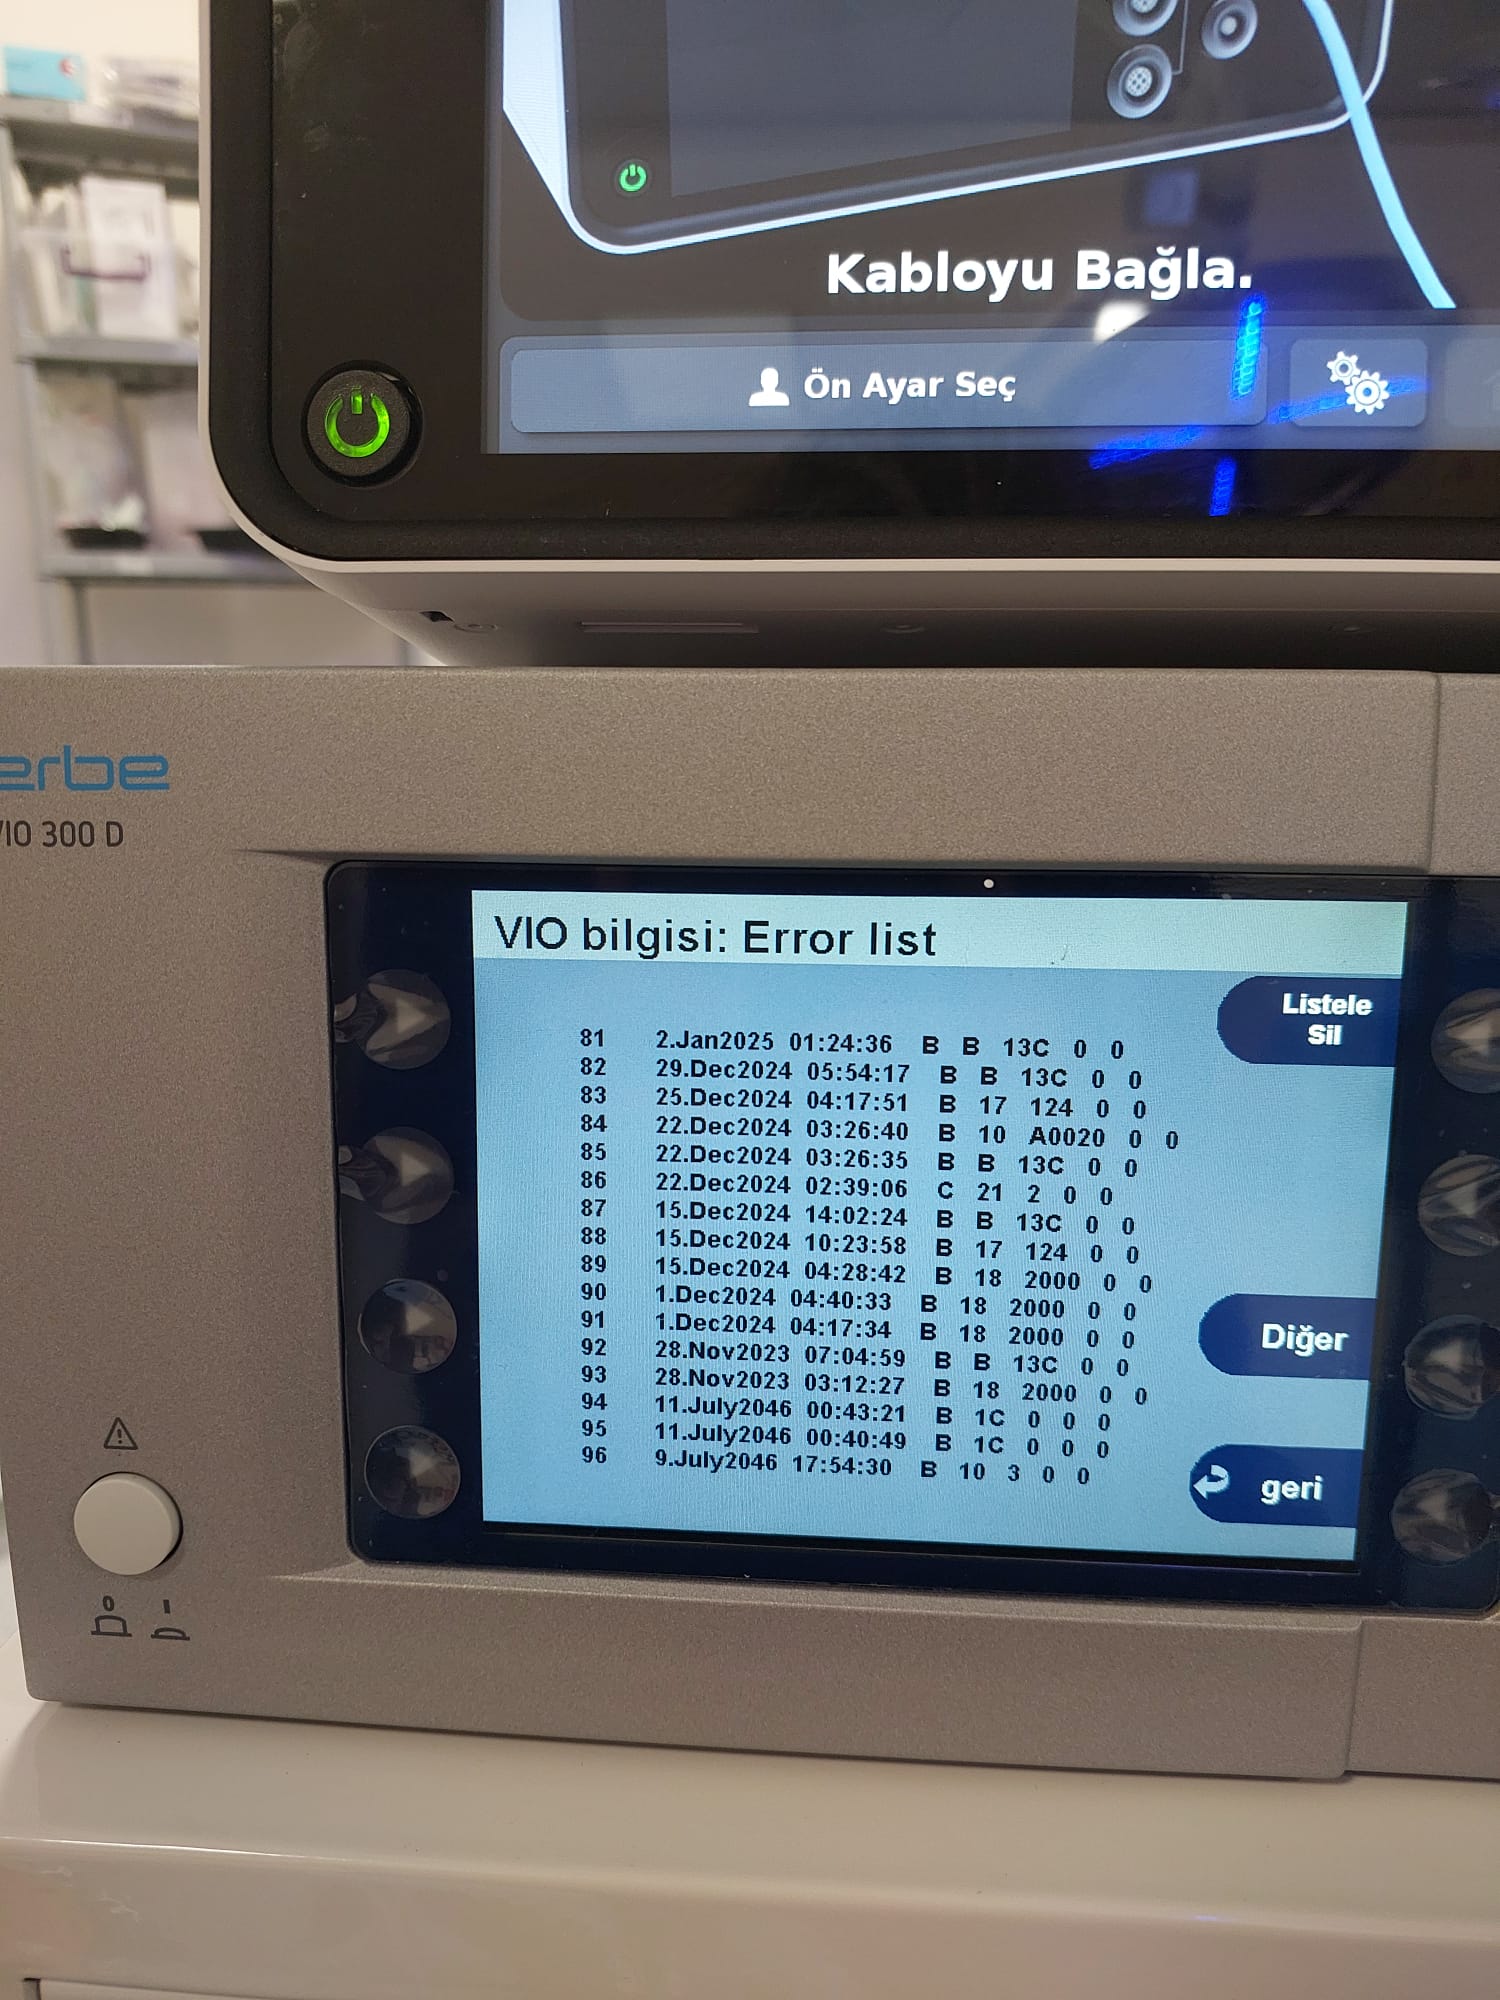 Kabloyu Bağla.
Ön Ayar Seç
erbe
VIO 300 D
VIO bilgisi: Error list
Listele
Sil
81 2.Jan2025 01:24:36 B B 13C 0 0
82 29.Dec2024 05:54:17 B B 13C 0 0
83 25.Dec2024 04:17:51 B 17 124 0 0
84 22.Dec2024 03:26:40 B 10 A0020 0 0
85 22.Dec2024 03:26:35 B B 13C 0 0
86 22.Dec2024 02:39:06 C 21 2 0 0
87 15.Dec2024 14:02:24 B B 13C 0 0
88 15.Dec2024 10:23:58 B 17 124 0 0
89 15.Dec2024 04:28:42 B 18 2000 0 0
90 1.Dec2024 04:40:33 B 18 2000 0 0
91 1.Dec2024 04:17:34 B 18 2000 0 0
92 28.Nov2023 07:04:59 B B 13C 0 0
93 28.Nov2023 03:12:27 B 18 2000 0 0
94 11.July2046 00:43:21 B 1C 0 0 0
95 11.July2046 00:40:49 B 1C 0 0 0
96 9.July2046 17:54:30 B 10 3 0 0
Diğer
geri